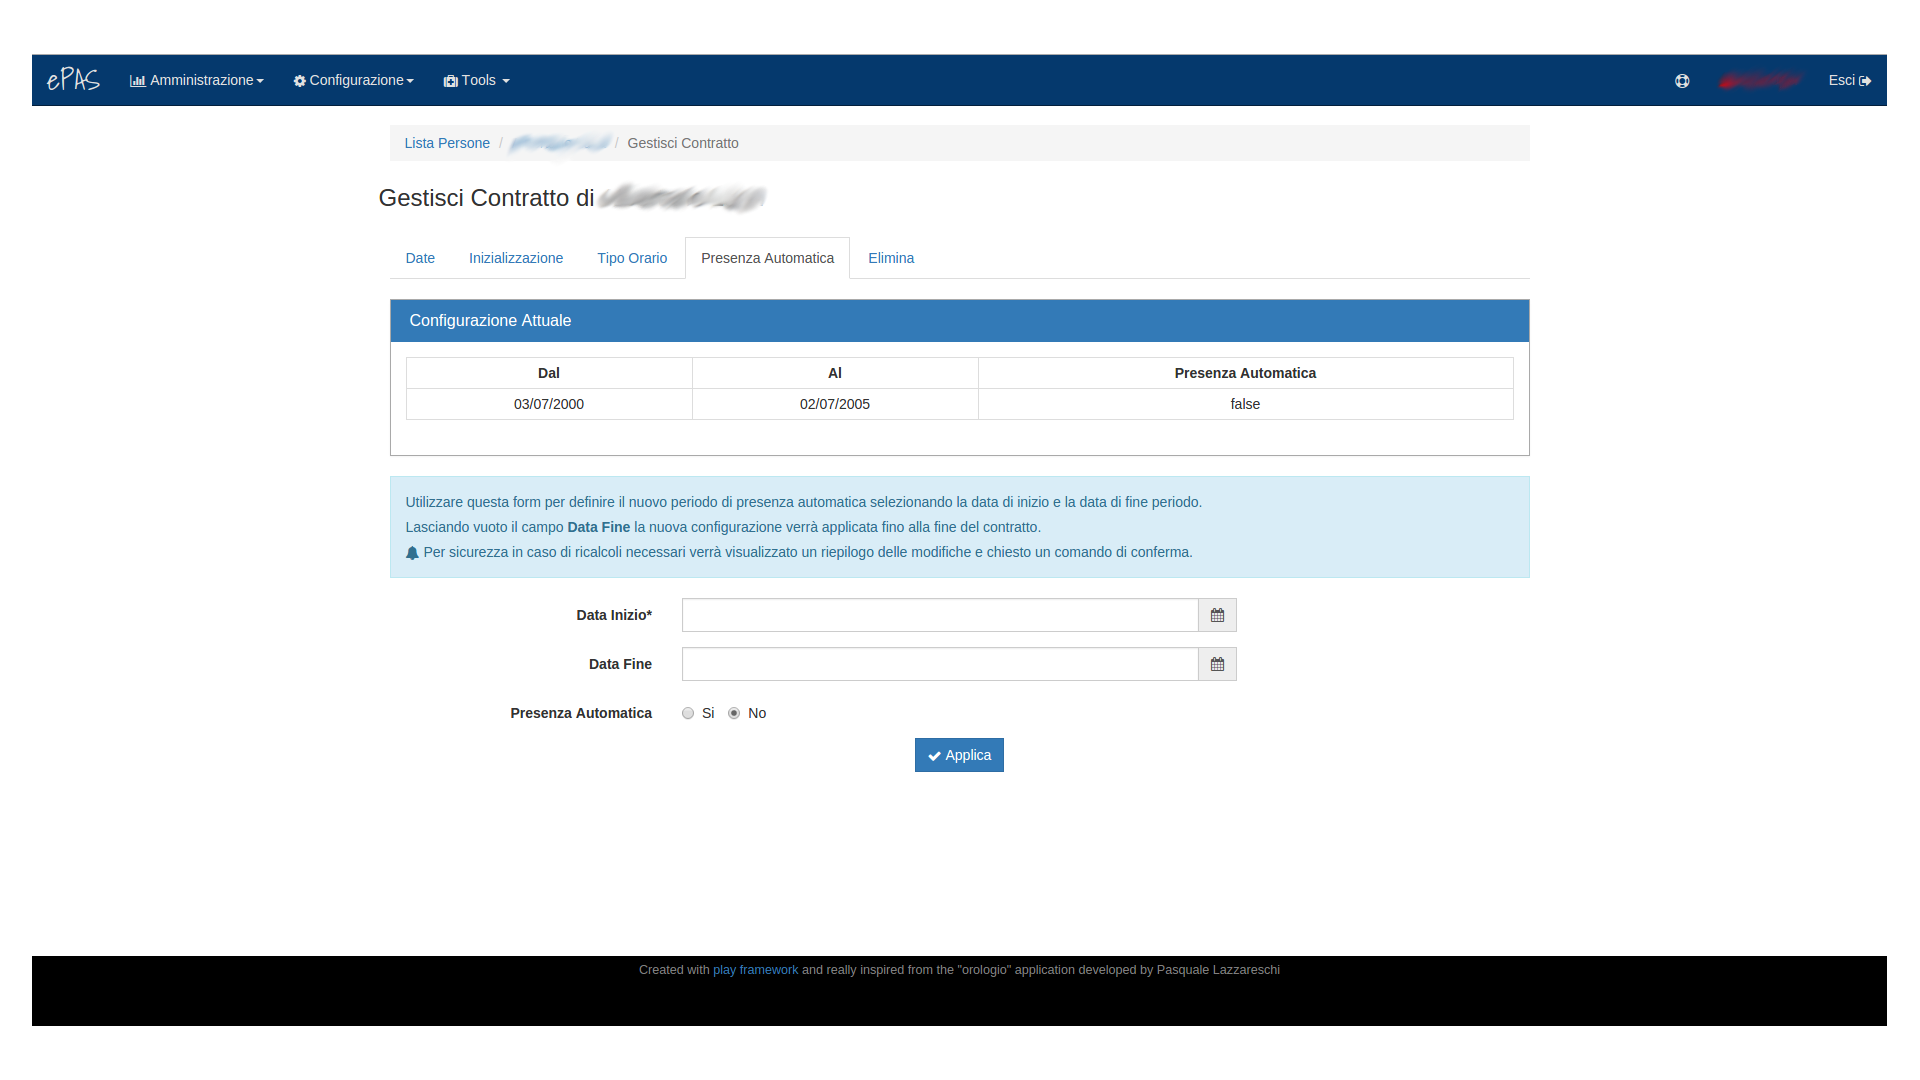 ePAS Amministrazione Configurazione Tools Esci
Lista Persone / / Gestisci Contratto
Gestisci Contratto di
Date Inizializzazione Tipo Orario Presenza Automatica Elimina
Configurazione Attuale
Dal Al Presenza Automatica
03/07/2000 02/07/2005 false
Utilizzare questa form per definire il nuovo periodo di presenza automatica selezionando la data di inizio e la data di fine periodo.
Lasciando vuoto il campo Data Fine la nuova configurazione verrà applicata fino alla fine del contratto.
Per sicurezza in caso di ricalcoli necessari verrà visualizzato un riepilogo delle modifiche e chiesto un comando di conferma.
Data Inizio*
Data Fine
Presenza Automatica Si No
Applica
Created with play framework and really inspired from the "orologio" application developed by Pasquale Lazzareschi